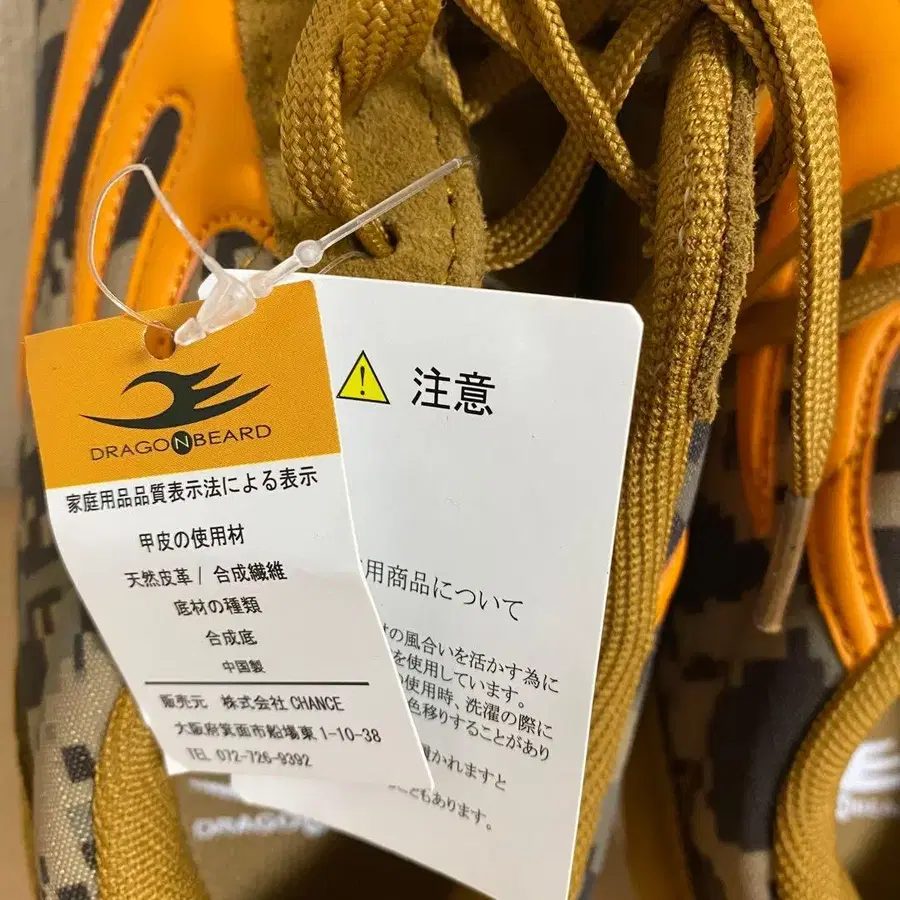 DRAGONBEARD
家庭用品品質表示法による表示
甲皮の使用材
天然皮革 / 合成繊維
底材の種類
合成底
中国製
販売元 株式会社 CHANCE
大阪府箕面市船場東1-10-38
TEL 072-726-9392
注意
用商品について
の風合いを活かす為に
を使用しています。
の使用時、洗濯の際に
色移りすることがあり
かれますと
ともあります。
DRAGO
BEARD